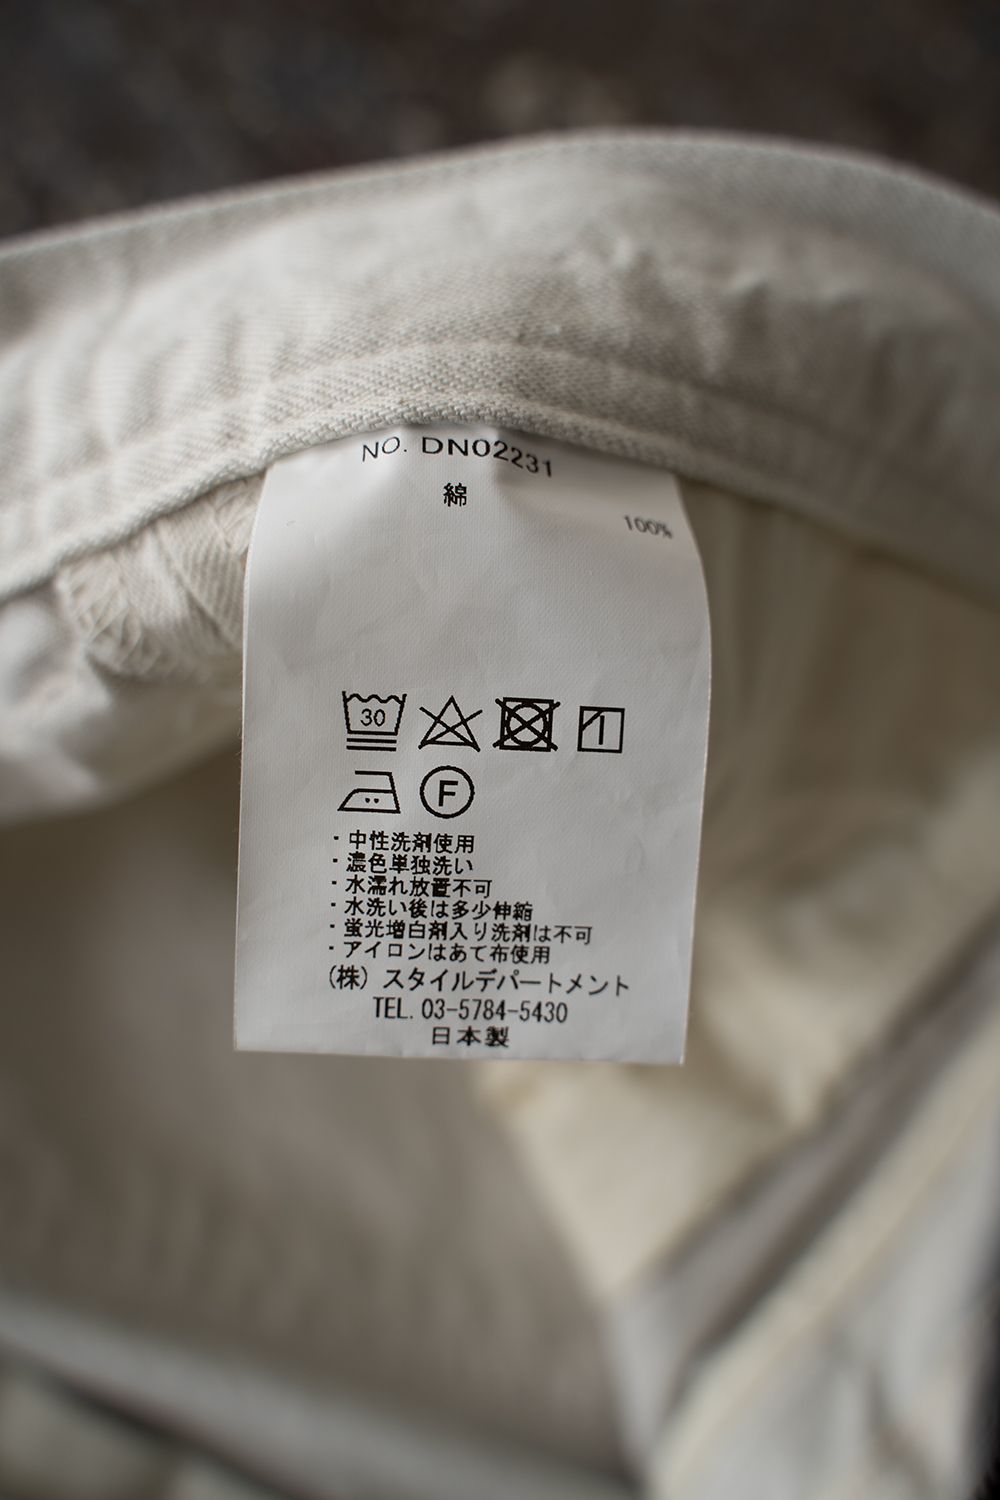 NO. DN02231
綿
100%
30
F
・中性洗剤使用
・濃色単独洗い
・水濡れ放置不可
・水洗い後は多少伸縮
・蛍光増白剤入り洗剤は不可
・アイロンはあて布使用
(株) スタイルデパートメント
TEL. 03-5784-5430
日本製